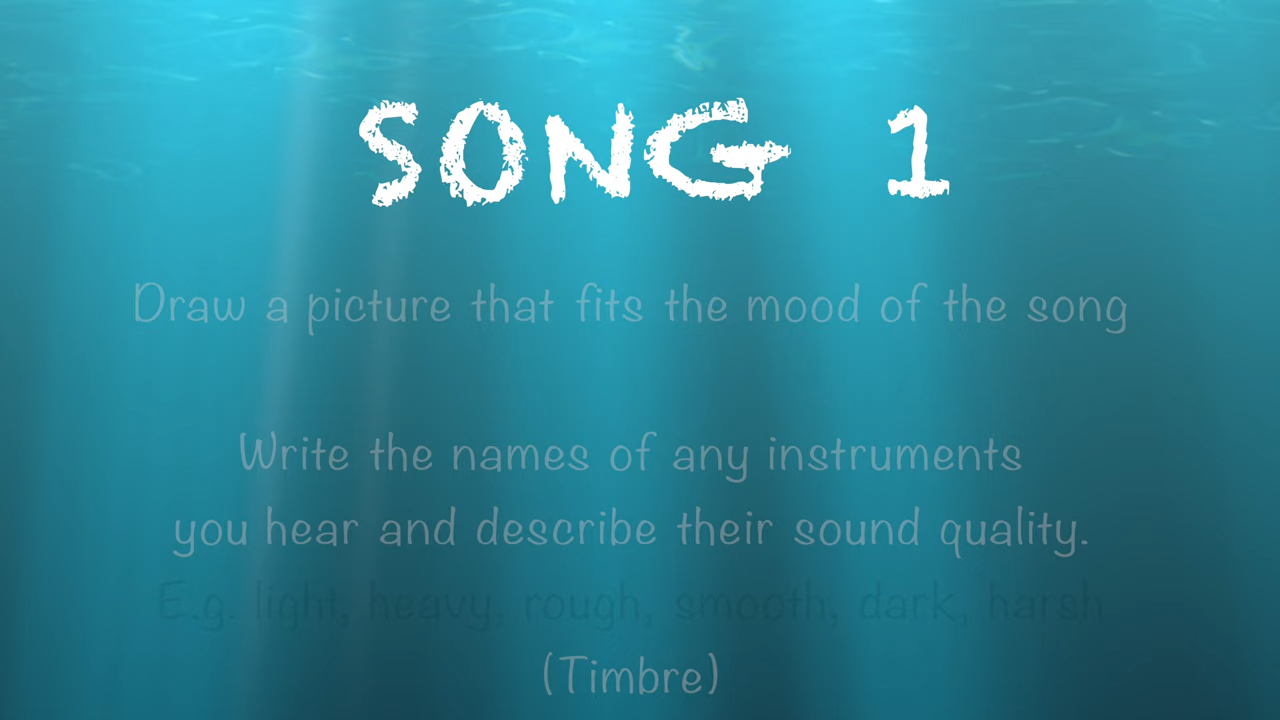 SONG 1
Draw a picture that fits the mood of the song
Write the names of any instruments
you hear and describe their sound quality.
E.g. light, heavy, rough, smooth, dark, harsh
(Timbre)